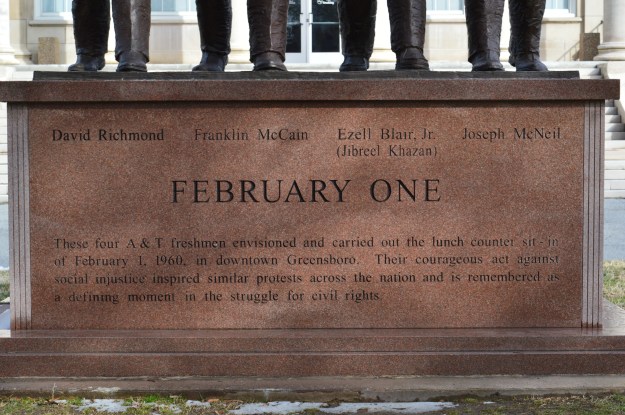 David Richmond Franklin McCain Ezell Blair, Jr. Joseph McNeil
(Jibreel Khazan)
FEBRUARY ONE
These four A & T freshmen envisioned and carried out the lunch counter sit-in
of February 1, 1960, in downtown Greensboro. Their courageous act against
social injustice inspired similar protests across the nation and is remembered as
a defining moment in the struggle for civil rights.